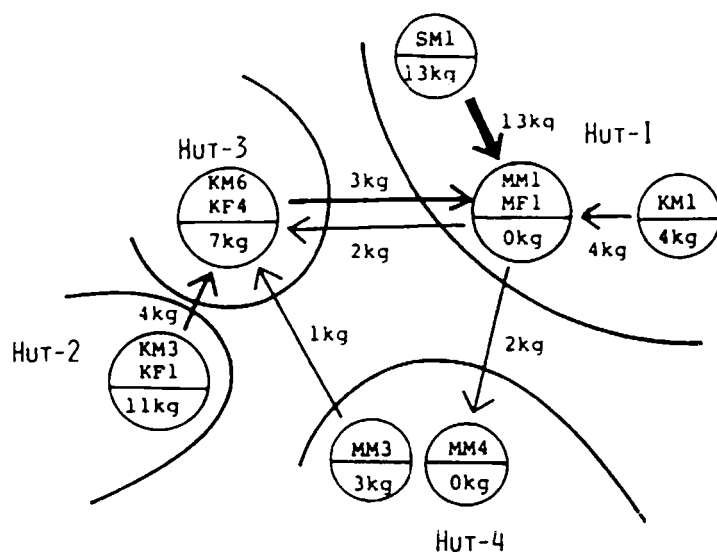 SM1
13kg
13kg
HUT-1
HUT-3
KM6
KF4
7kg
3kg
2kg
MM1
MF1
0kg
KM1
4kg
4kg
4kg
HUT-2
KM3
KF1
11kg
1kg
2kg
MM3
3kg
MM4
0kg
HUT-4